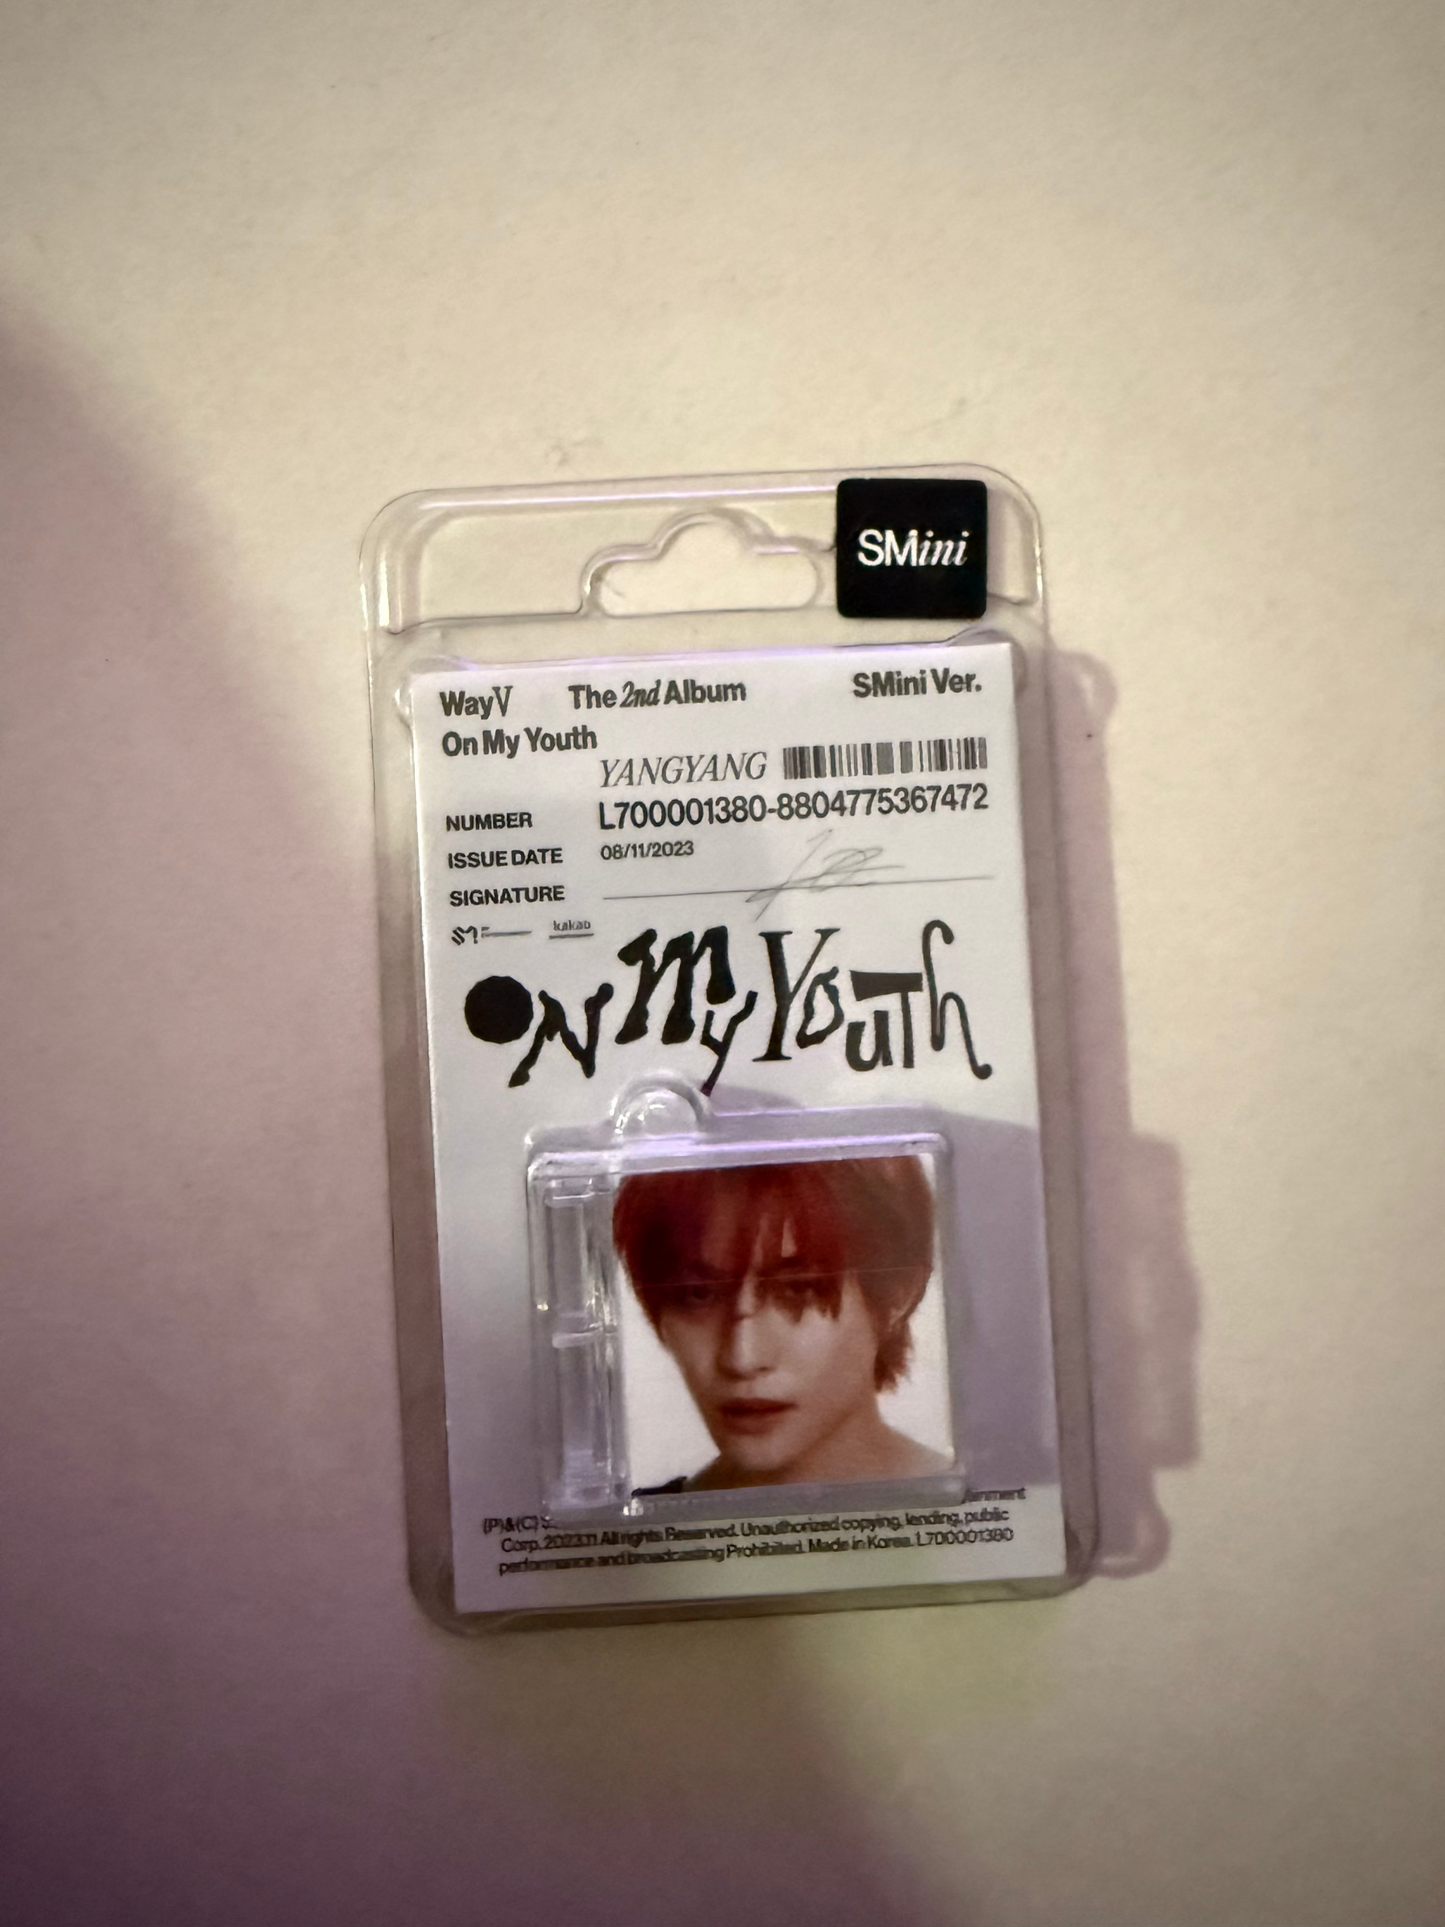 SMini
WayV The 2nd Album SMini Ver.
On My Youth
YANGYANG
NUMBER L700001380-8804775367472
ISSUE DATE 08/11/2023
SIGNATURE
SM kakao
ON My YouTh
(P)&(C) S
Corp. 2023.11 All rights Reserved. Unauthorized copying, lending, public
performance and broadcasting Prohibited. Made in Korea. L700001380